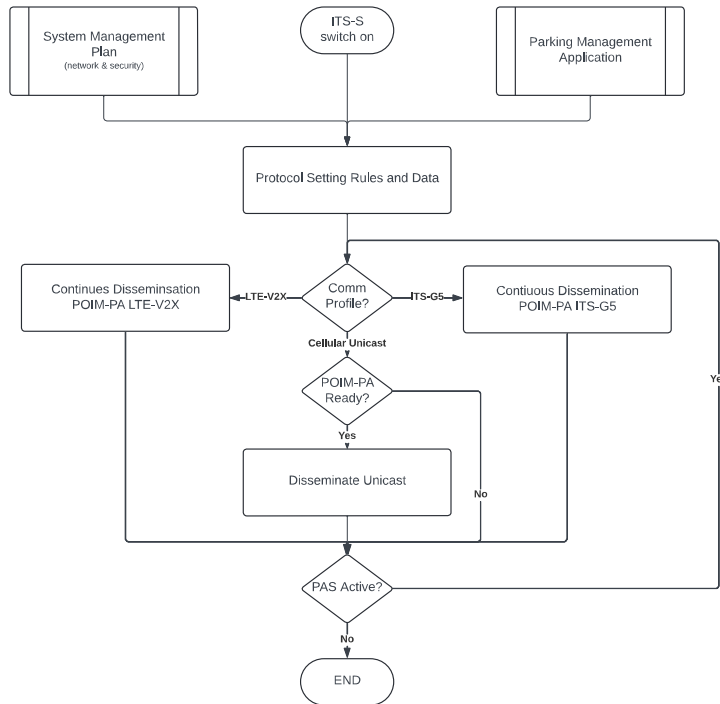 System Management
Plan
(network & security)
ITS-S
switch on
Parking Management
Application
Protocol Setting Rules and Data
Continues Disseminsation
POIM-PA LTE-V2X
LTE-V2X
Comm
Profile?
ITS-G5
Contiuous Dissemination
POIM-PA ITS-G5
Cellular Unicast
POIM-PA
Ready?
Yes
Disseminate Unicast
No
PAS Active?
No
END